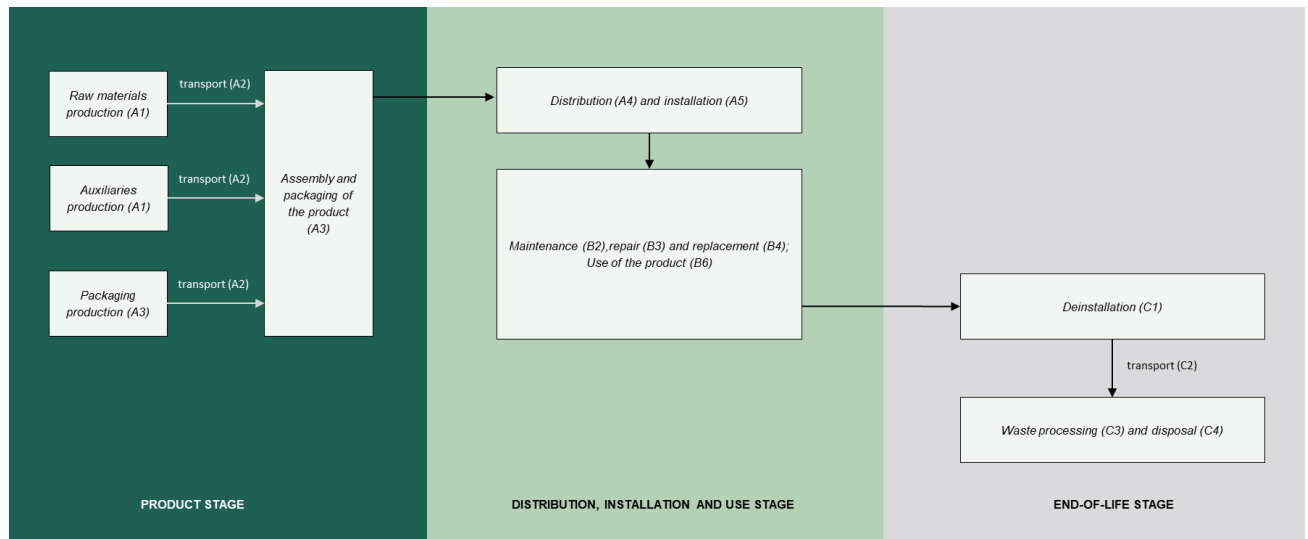 Raw materials
production (A1)
transport (A2)
Auxiliaries
production (A1)
transport (A2)
Packaging
production (A3)
transport (A2)
Assembly and
packaging of
the product
(A3)
PRODUCT STAGE
Distribution (A4) and installation (A5)
Maintenance (B2),repair (B3) and replacement (B4);
Use of the product (B6)
DISTRIBUTION, INSTALLATION AND USE STAGE
Deinstallation (C1)
transport (C2)
Waste processing (C3) and disposal (C4)
END-OF-LIFE STAGE